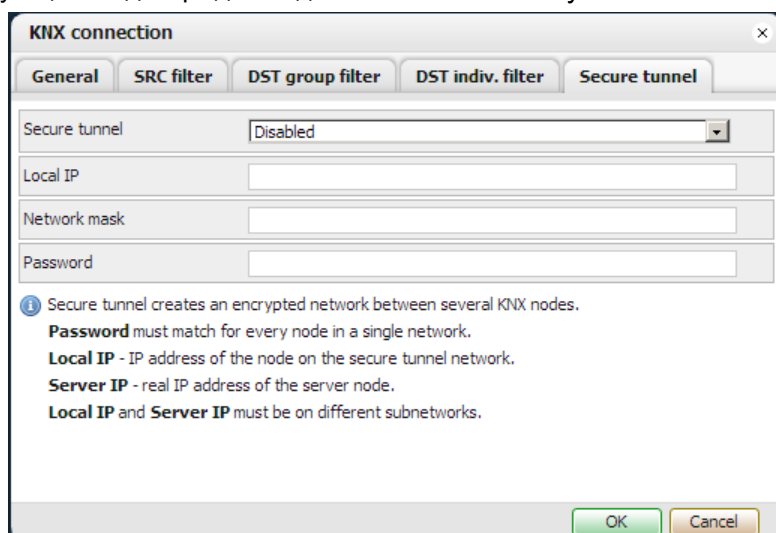 KNX connection
General SRC filter DST group filter DST indiv. filter Secure tunnel
Secure tunnel Disabled
Local IP
Network mask
Password
Secure tunnel creates an encrypted network between several KNX nodes.
Password must match for every node in a single network.
Local IP - IP address of the node on the secure tunnel network.
Server IP - real IP address of the server node.
Local IP and Server IP must be on different subnetworks.
OK Cancel